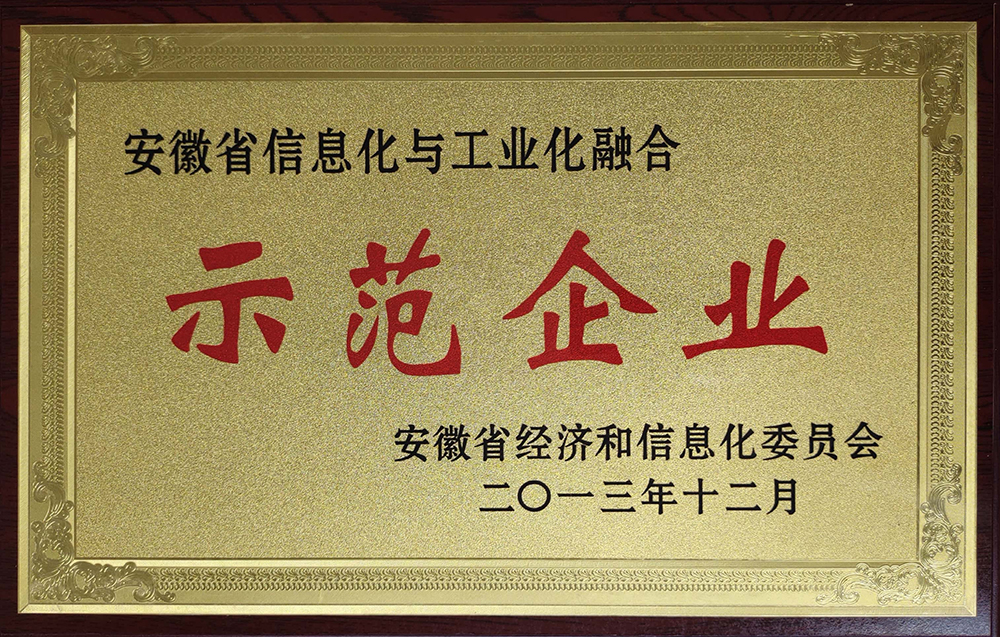 安徽省信息化与工业化融合
示范企业
安徽省经济和信息化委员会
二〇一三年十二月